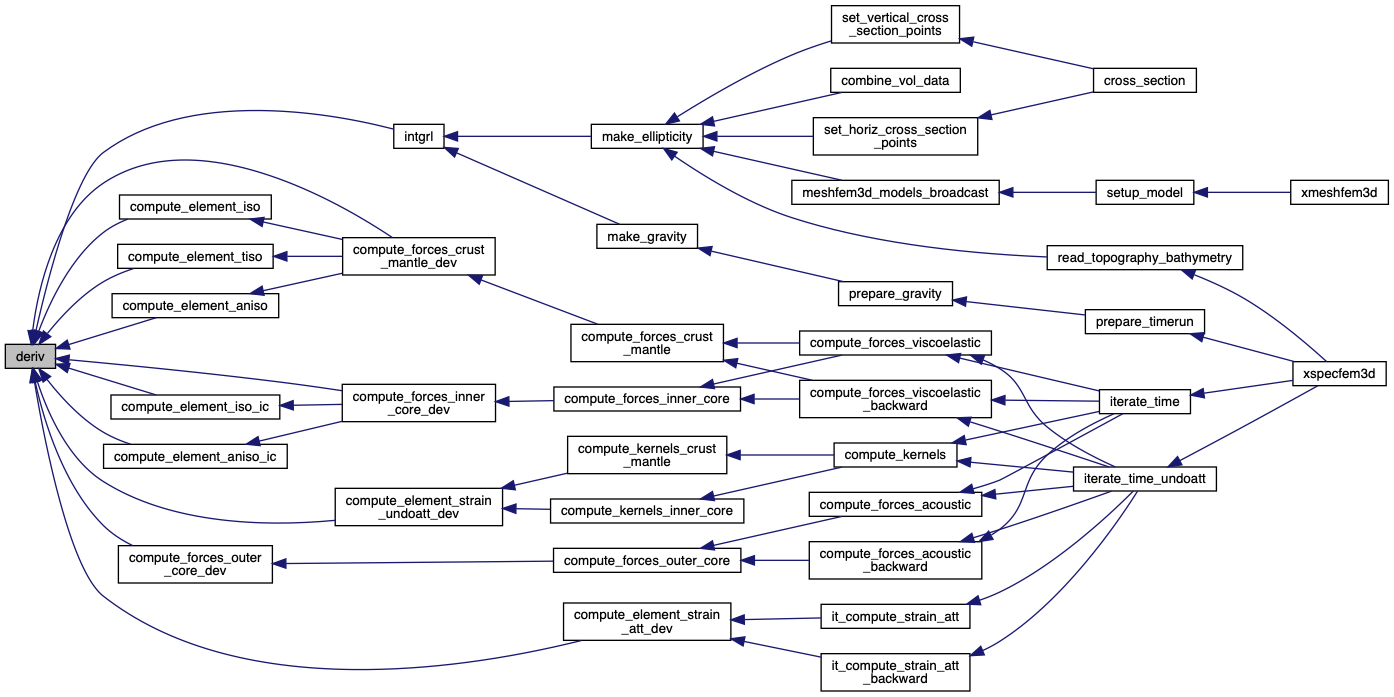 set_vertical_cross
_section_points
combine_vol_data
cross_section
intgrl
make_ellipticity
set_horiz_cross_section
_points
meshfem3d_models_broadcast
setup_model
xmeshfem3d
compute_element_iso
make_gravity
compute_forces_crust
_mantle_dev
compute_element_tiso
read_topography_bathymetry
prepare_gravity
compute_element_aniso
prepare_timerun
compute_forces_crust
_mantle
compute_forces_viscoelastic
deriv
xspecfem3d
compute_forces_inner
_core_dev
compute_element_iso_ic
compute_forces_inner_core
compute_forces_viscoelastic
_backward
iterate_time
compute_element_aniso_ic
compute_kernels_crust
_mantle
compute_kernels
iterate_time_undoatt
compute_element_strain
_undoatt_dev
compute_kernels_inner_core
compute_forces_acoustic
compute_forces_outer
_core_dev
compute_forces_outer_core
compute_forces_acoustic
_backward
compute_element_strain
_att_dev
it_compute_strain_att
it_compute_strain_att
_backward